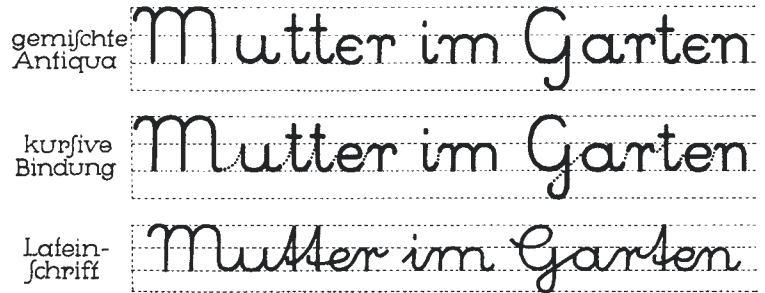 gemiſchte
Antiqua
Mutter im Garten
kurſive
Bindung
Mutter im Garten
Latein-
ſchrift
Mutter im Garten